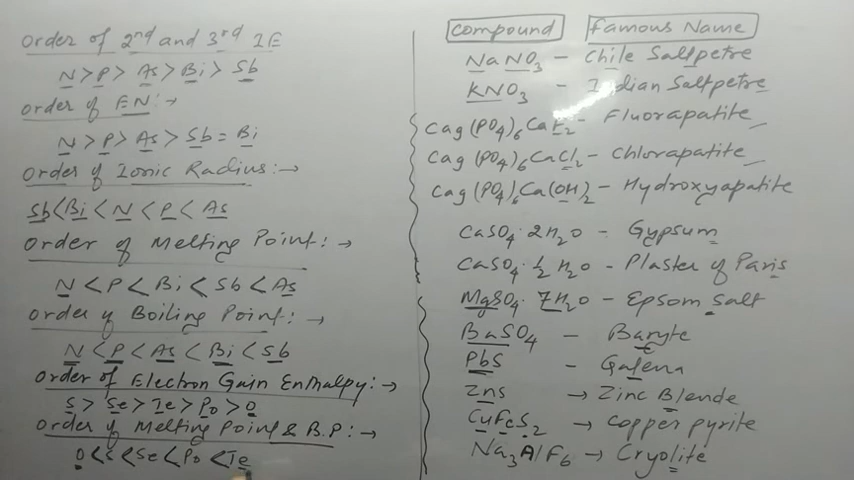 Order of 2nd and 3rd IE
N > P > As > Bi > Sb
Order of EN:→
N > P > As > Sb = Bi
Order of Ionic Radius:→
Sb < Bi < N < P < As
Order of Melting Point:→
N < P < Bi < Sb < As
Order of Boiling Point:→
N < P < As < Bi < Sb
Order of Electron Gain Enthalpy:→
S > Se > Te > Po > O
Order of Melting Point & B.P:→
O < S < Se < Po < Te
Compound Famous Name
NaNO3 - Chile Saltpetre
KNO3 - Indian Saltpetre
Ca9(PO4)6CaF2 - Fluorapatite
Ca9(PO4)6CaCl2 - Chlorapatite
Ca9(PO4)6Ca(OH)2 - Hydroxyapatite
CaSO4·2H2O - Gypsum
CaSO4·1/2 H2O - Plaster of Paris
MgSO4·7H2O - Epsom salt
BaSO4 - Baryte
PbS - Galena
Zns → Zinc Blende
CuFeS2 → Copper pyrite
Na3AlF6 → Cryolite